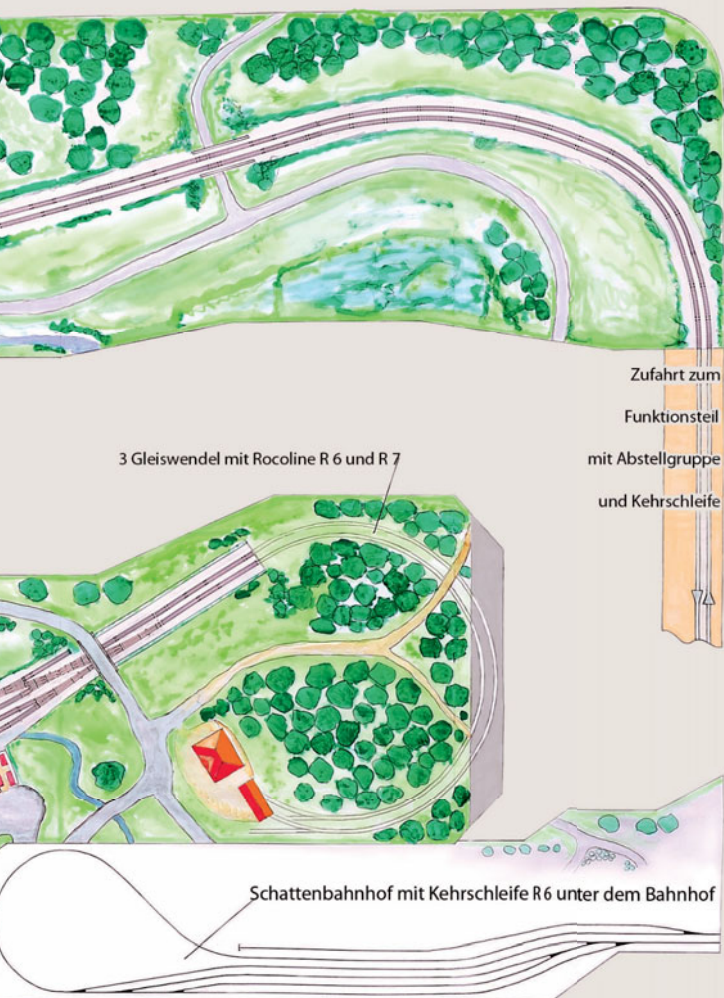 Zufahrt zum
Funktionsteil
mit Abstellgruppe
und Kehrschleife
3 Gleiswendel mit Rocoline R 6 und R 7
Schattenbahnhof mit Kehrschleife R 6 unter dem Bahnhof